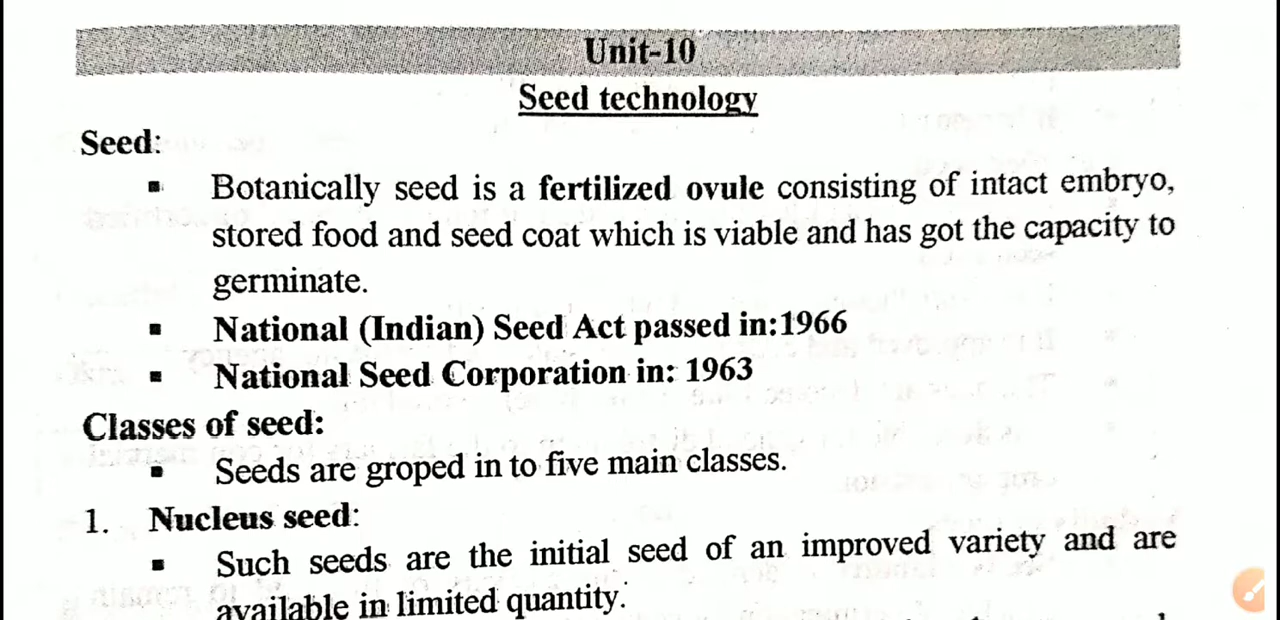 Unit-10
Seed technology
Seed:
▪ Botanically seed is a fertilized ovule consisting of intact embryo,
stored food and seed coat which is viable and has got the capacity to
germinate.
▪ National (Indian) Seed Act passed in:1966
▪ National Seed Corporation in: 1963
Classes of seed:
▪ Seeds are groped in to five main classes.
1. Nucleus seed:
▪ Such seeds are the initial seed of an improved variety and are
available in limited quantity.